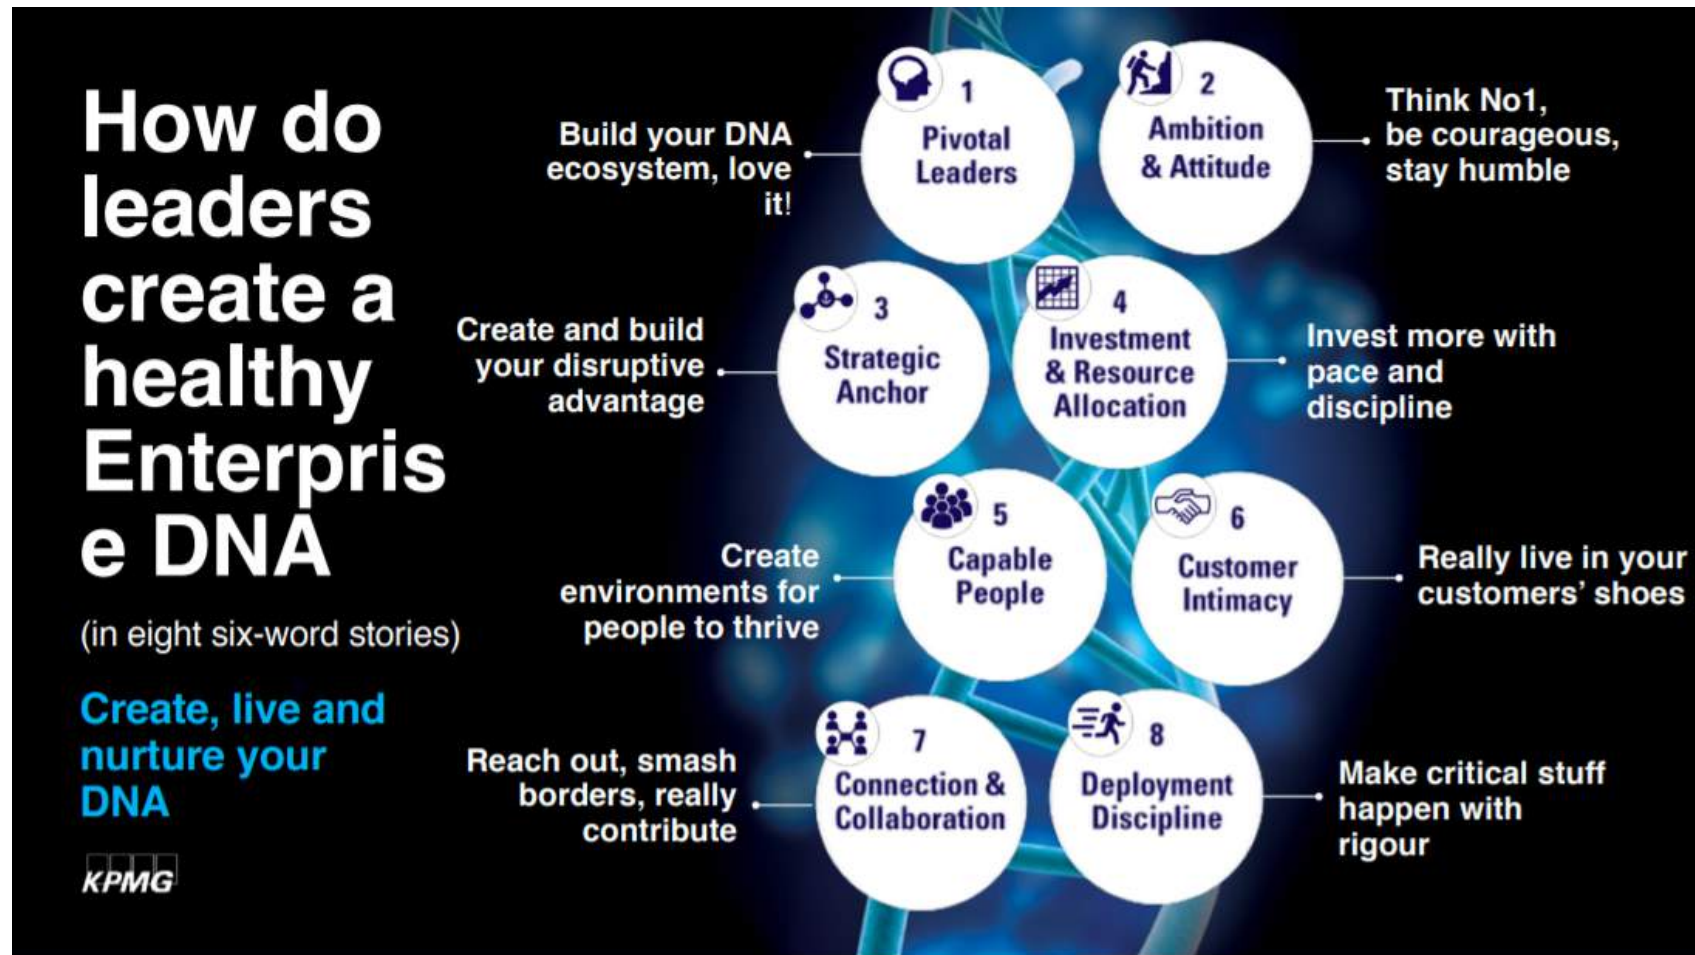 How do
leaders
create a
healthy
Enterpris
e DNA
(in eight six-word stories)
Create, live and
nurture your
DNA
KPMG
1
Pivotal
Leaders
Build your DNA
ecosystem, love
it!
2
Ambition
& Attitude
Think No1,
be courageous,
stay humble
3
Strategic
Anchor
Create and build
your disruptive
advantage
4
Investment
& Resource
Allocation
Invest more with
pace and
discipline
5
Capable
People
Create
environments for
people to thrive
6
Customer
Intimacy
Really live in your
customers’ shoes
7
Connection &
Collaboration
Reach out, smash
borders, really
contribute
8
Deployment
Discipline
Make critical stuff
happen with
rigour